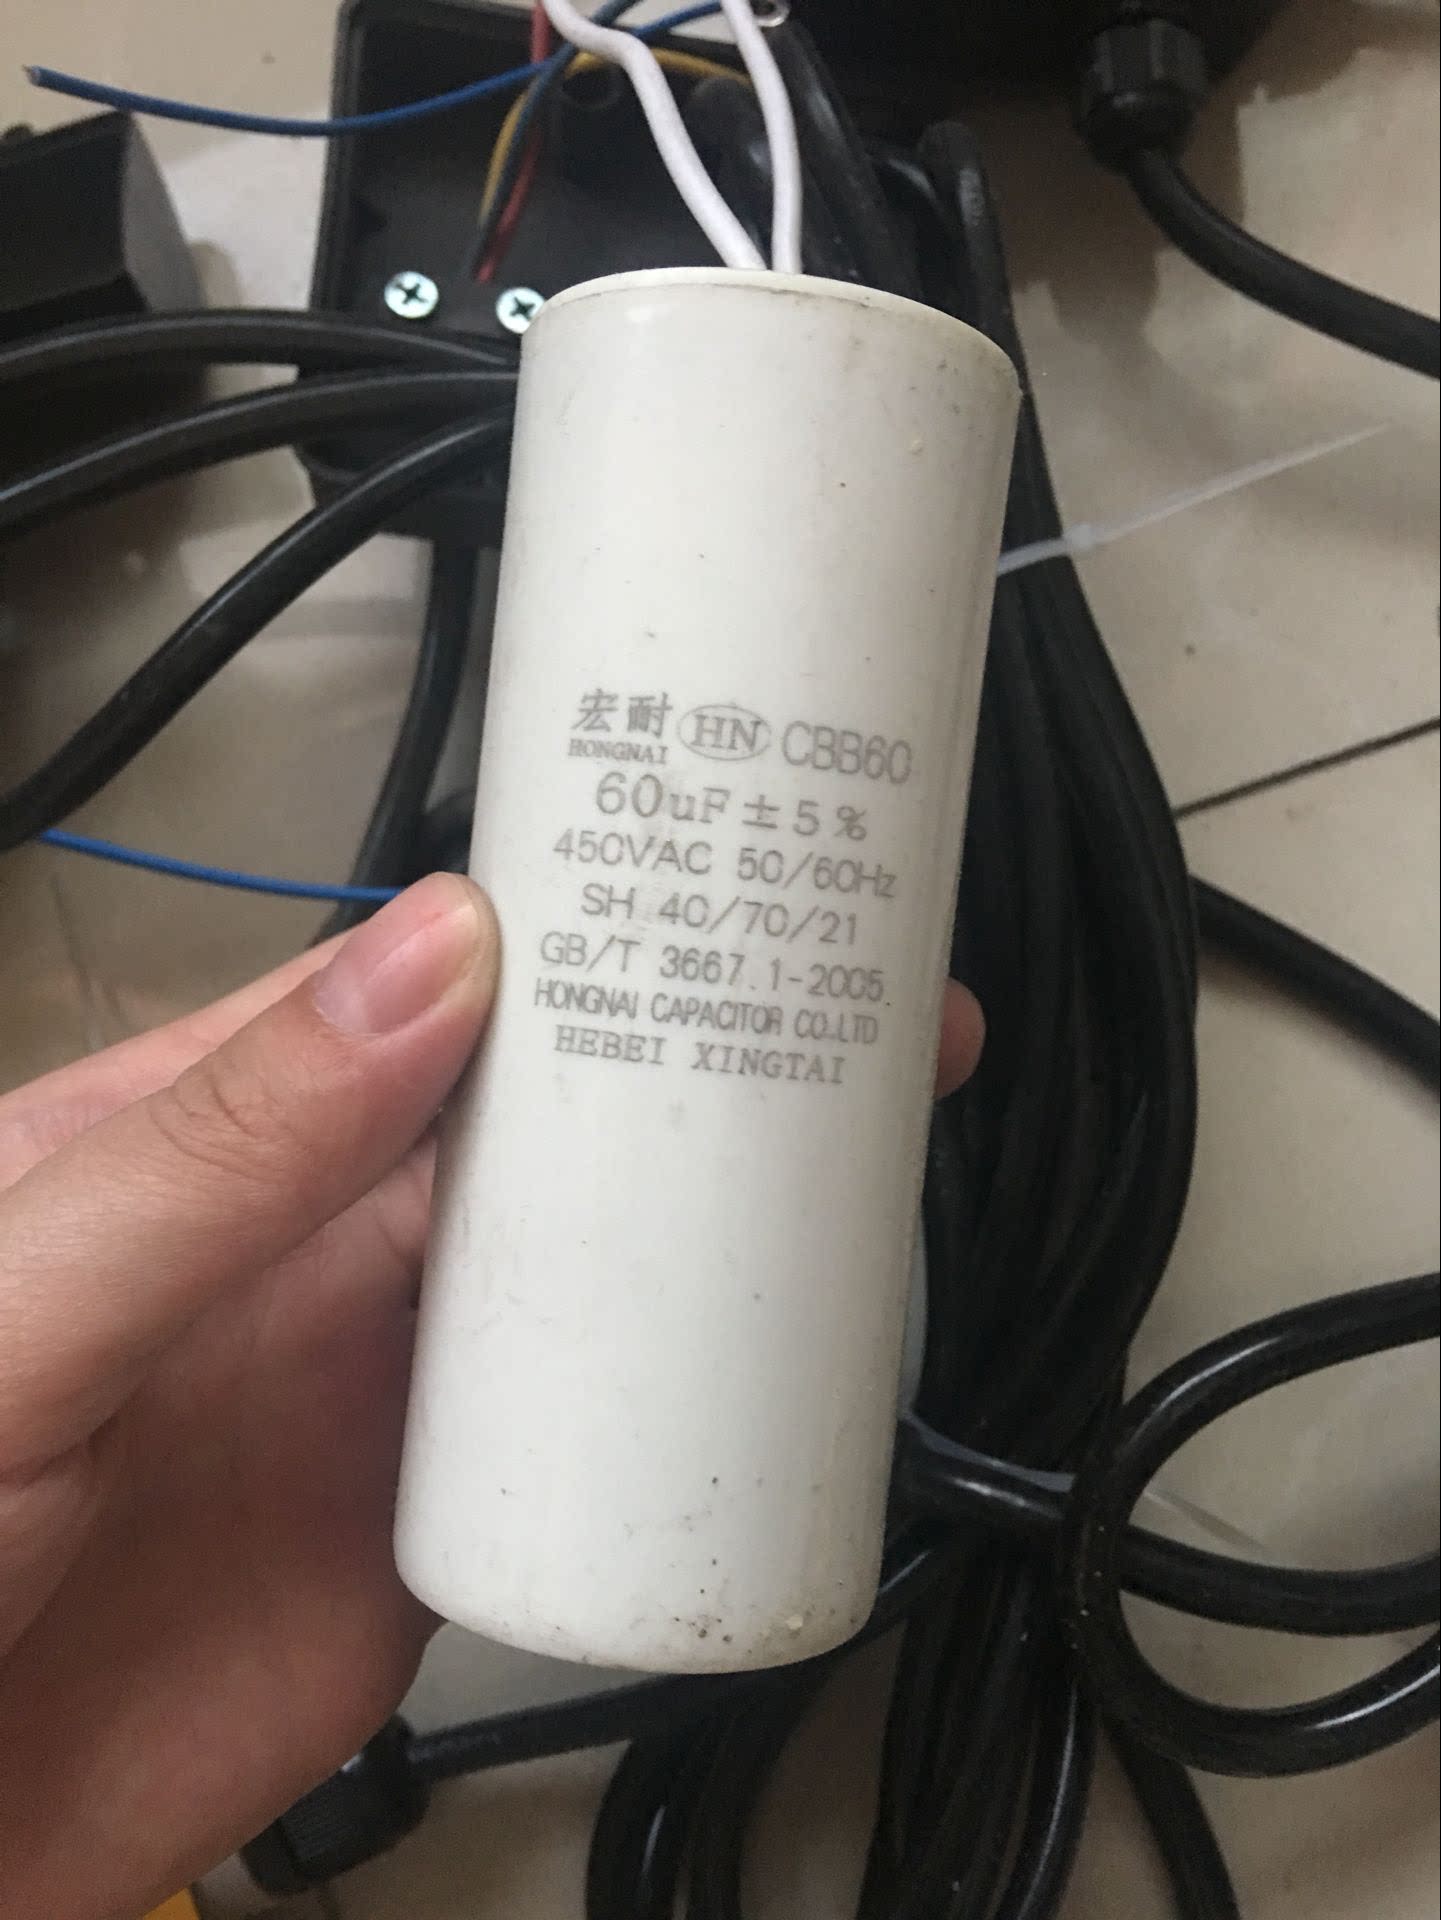 宏耐 HN CBB60
HONGNAI
60uF±5%
450VAC 50/60Hz
SH 40/70/21
GB/T 3667.1-2005.
HONGNAI CAPACITOR CO.,LTD
HEBEI XINGTAI